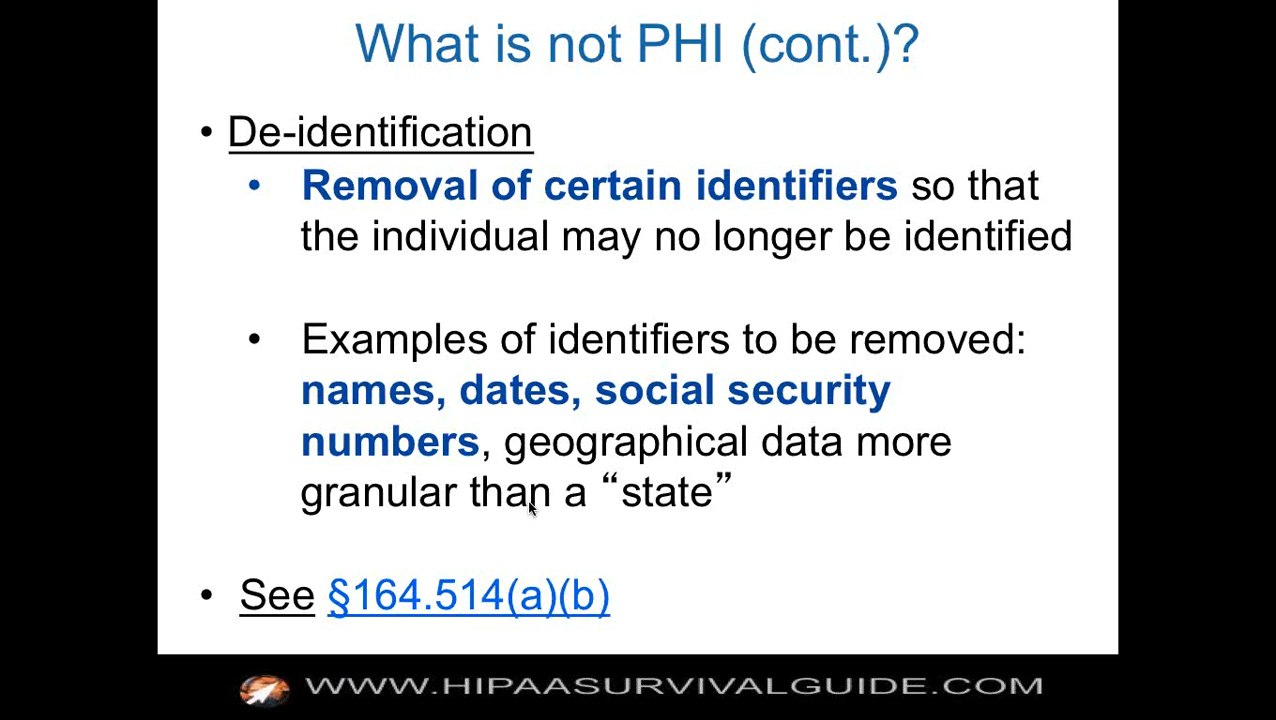 What is not PHI (cont.)?
• De-identification
• Removal of certain identifiers so that
the individual may no longer be identified
• Examples of identifiers to be removed:
names, dates, social security
numbers, geographical data more
granular than a “state”
• See §164.514(a)(b)
WWW.HIPAASURVIVALGUIDE.COM